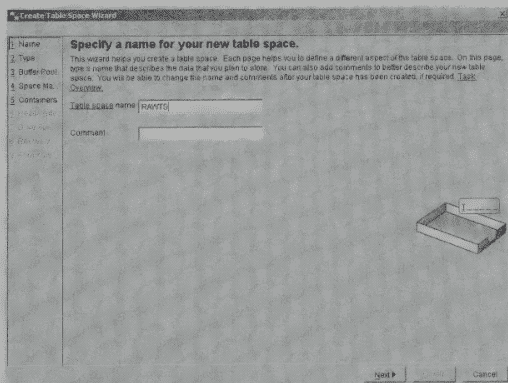 Create Table Space Wizard
1 Name
2 Type
3 Buffer Pool
4 Space Ma.
5 Containers
Specify a name for your new table space.
This wizard helps you create a table space. Each page helps you to define a different aspect of the table space. On this page,
type a name that describes the data that you plan to store. You can also add comments to better describe your new table
space. You will be able to change the name and comments after your table space has been created, if required. Task
Overview.
Table space name RAWTS
Comment
Next Cancel